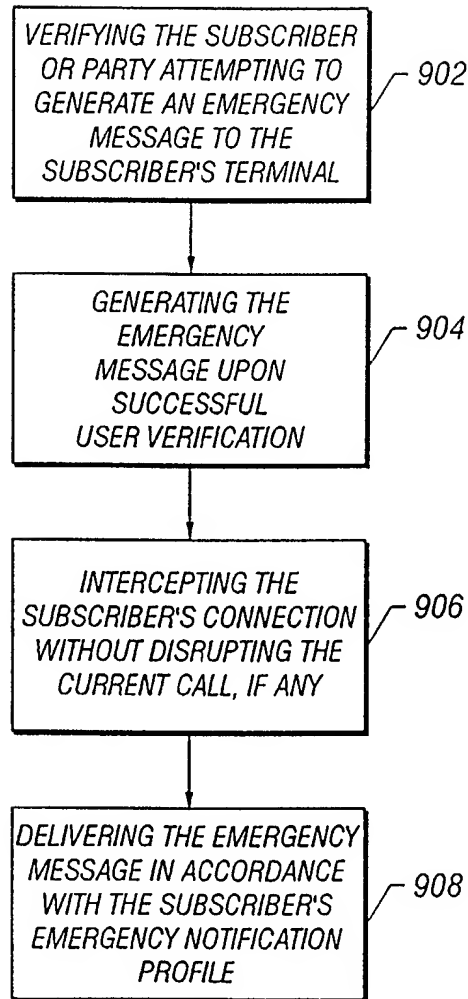 VERIFYING THE SUBSCRIBER
OR PARTY ATTEMPTING TO
GENERATE AN EMERGENCY
MESSAGE TO THE
SUBSCRIBER'S TERMINAL
902
GENERATING THE
EMERGENCY
MESSAGE UPON
SUCCESSFUL
USER VERIFICATION
904
INTERCEPTING THE
SUBSCRIBER'S CONNECTION
WITHOUT DISRUPTING THE
CURRENT CALL, IF ANY
906
DELIVERING THE EMERGENCY
MESSAGE IN ACCORDANCE
WITH THE SUBSCRIBER'S
EMERGENCY NOTIFICATION
PROFILE
908